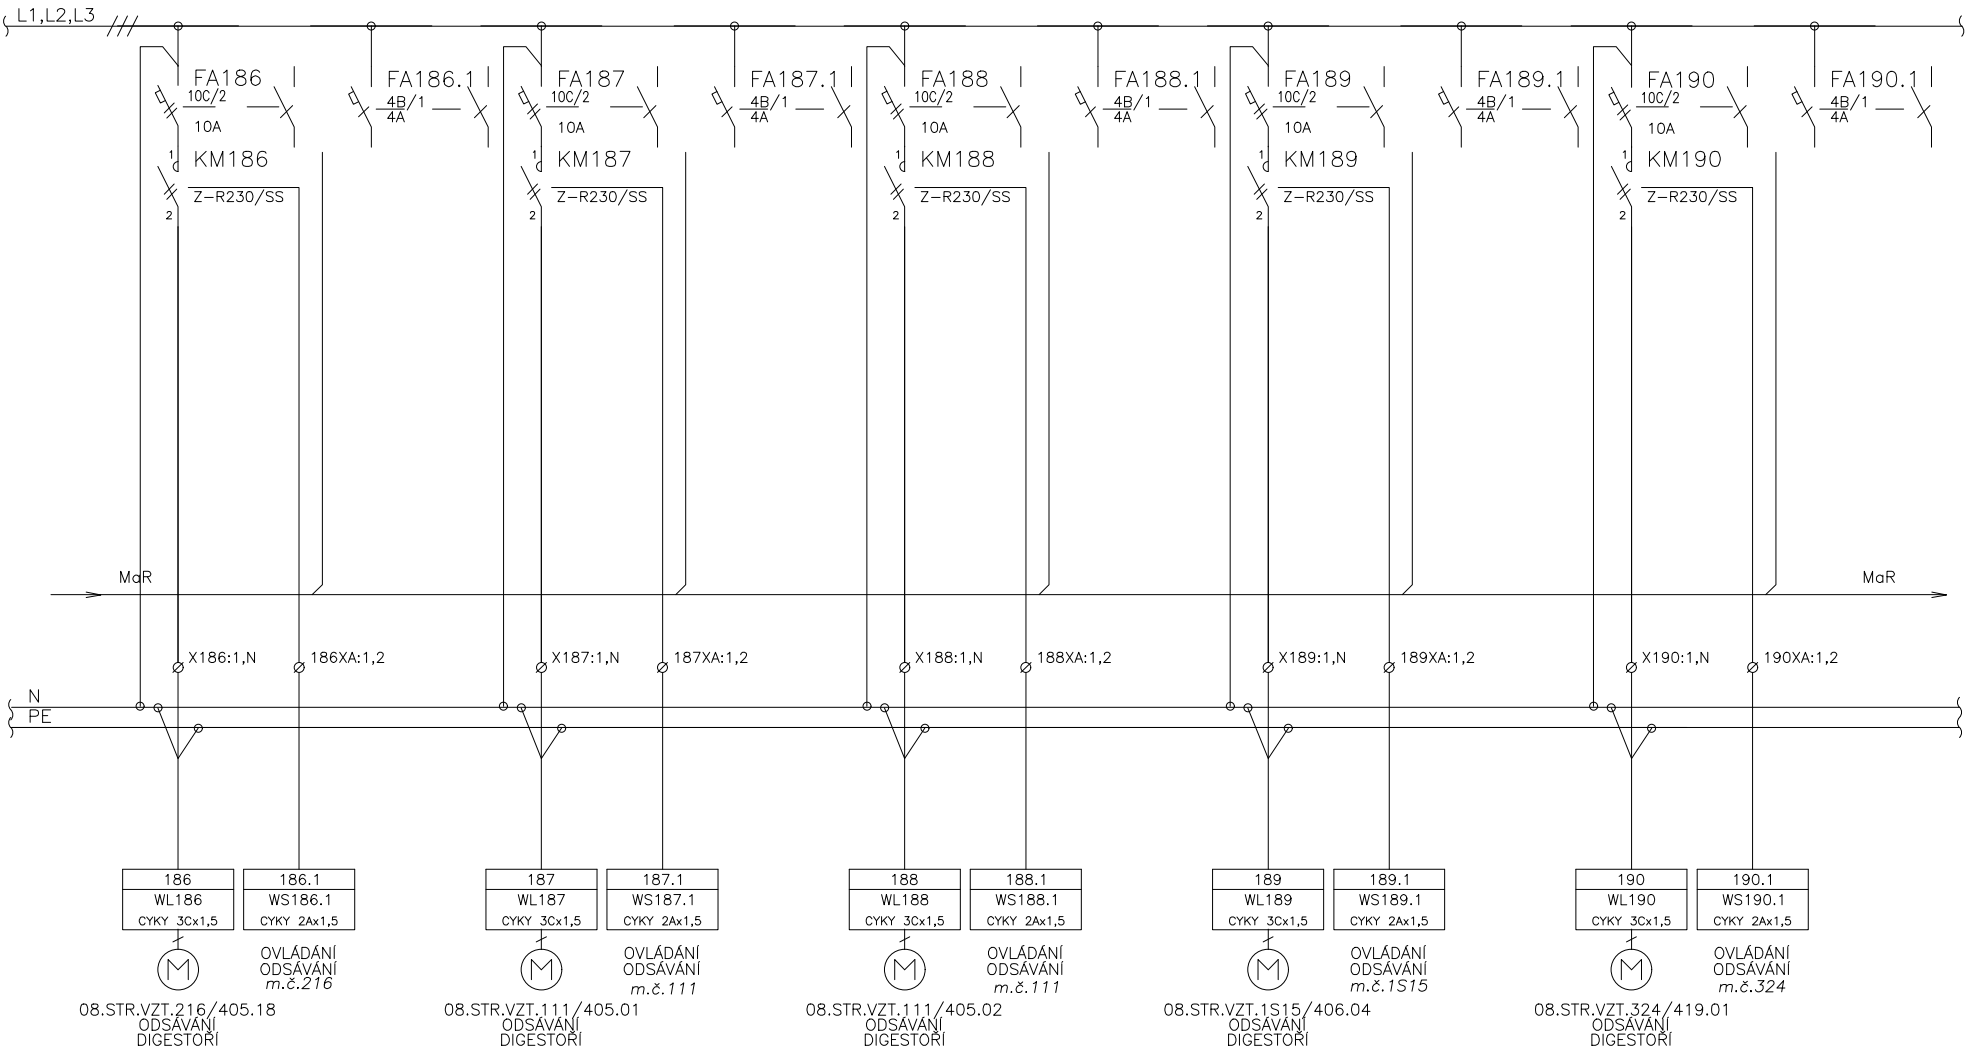 L1,L2,L3
FA186
10C/2
10A
FA186.1
4B/1
4A
FA187
10C/2
10A
FA187.1
4B/1
4A
FA188
10C/2
10A
FA188.1
4B/1
4A
FA189
10C/2
10A
FA189.1
4B/1
4A
FA190
10C/2
10A
FA190.1
4B/1
4A
1
KM186
Z-R230/SS
2
1
KM187
Z-R230/SS
2
1
KM188
Z-R230/SS
2
1
KM189
Z-R230/SS
2
1
KM190
Z-R230/SS
2
MaR
MaR
X186:1,N
186XA:1,2
X187:1,N
187XA:1,2
X188:1,N
188XA:1,2
X189:1,N
189XA:1,2
X190:1,N
190XA:1,2
N
PE
186
WL186
CYKY 3Cx1,5
186.1
WS186.1
CYKY 2Ax1,5
187
WL187
CYKY 3Cx1,5
187.1
WS187.1
CYKY 2Ax1,5
188
WL188
CYKY 3Cx1,5
188.1
WS188.1
CYKY 2Ax1,5
189
WL189
CYKY 3Cx1,5
189.1
WS189.1
CYKY 2Ax1,5
190
WL190
CYKY 3Cx1,5
190.1
WS190.1
CYKY 2Ax1,5
M
OVLÁDÁNÍ
ODSÁVÁNÍ
m.č.216
M
OVLÁDÁNÍ
ODSÁVÁNÍ
m.č.111
M
OVLÁDÁNÍ
ODSÁVÁNÍ
m.č.111
M
OVLÁDÁNÍ
ODSÁVÁNÍ
m.č.1S15
M
OVLÁDÁNÍ
ODSÁVÁNÍ
m.č.324
08.STR.VZT.216/405.18
ODSÁVÁNÍ
DIGESTOŘÍ
08.STR.VZT.111/405.01
ODSÁVÁNÍ
DIGESTOŘÍ
08.STR.VZT.111/405.02
ODSÁVÁNÍ
DIGESTOŘÍ
08.STR.VZT.1S15/406.04
ODSÁVÁNÍ
DIGESTOŘÍ
08.STR.VZT.324/419.01
ODSÁVÁNÍ
DIGESTOŘÍ